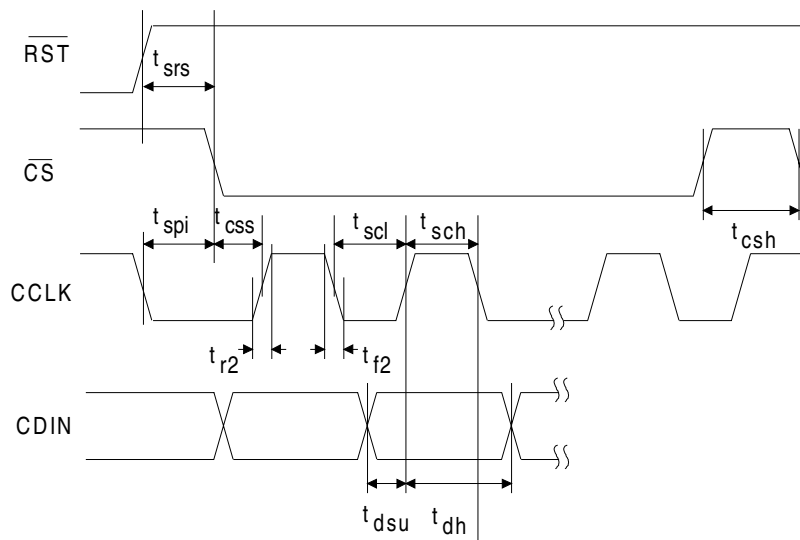 RST
t srs
CS
t spi
t css
t scl
t sch
t csh
CCLK
t r2
t f2
CDIN
t dsu
t dh